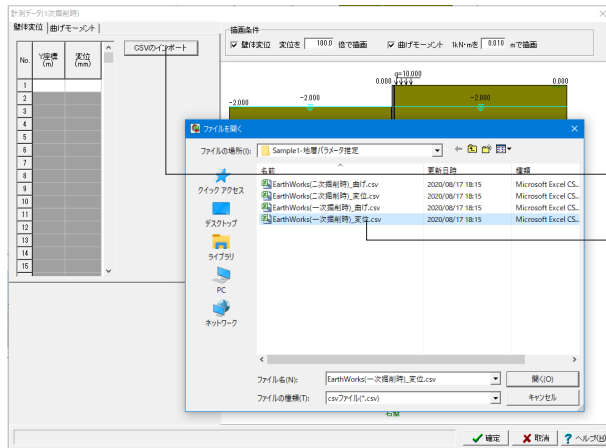 計測データ(1次掘削時)
壁体変位 曲げモーメント
No. Y座標(m) 変位(mm)
1
2
3
4
5
6
7
8
9
10
11
12
13
14
15
CSVのインポート
描画条件
壁体変位 変位を 100.0 倍で描画 曲げモーメント 1kN・mを 0.010 mで描画
q=10.000
0.000 0.000
-2.000 -2.000 -2.000
ファイルを開く
ファイルの場所(I): Sample1-地層パラメータ推定
名前 更新日時 種類
EarthWorks(二次掘削時)_曲げ.csv 2020/08/17 18:15 Microsoft Excel CS...
EarthWorks(二次掘削時)_変位.csv 2020/08/17 18:15 Microsoft Excel CS...
EarthWorks(一次掘削時)_曲げ.csv 2020/08/17 18:15 Microsoft Excel CS...
EarthWorks(一次掘削時)_変位.csv 2020/08/17 18:15 Microsoft Excel CS...
クイック アクセス
デスクトップ
ライブラリ
PC
ネットワーク
ファイル名(N): EarthWorks(一次掘削時)_変位.csv 開く(O)
ファイルの種類(T): csvファイル(*.csv) キャンセル
右壁
確定 取消 ヘルプ(H)